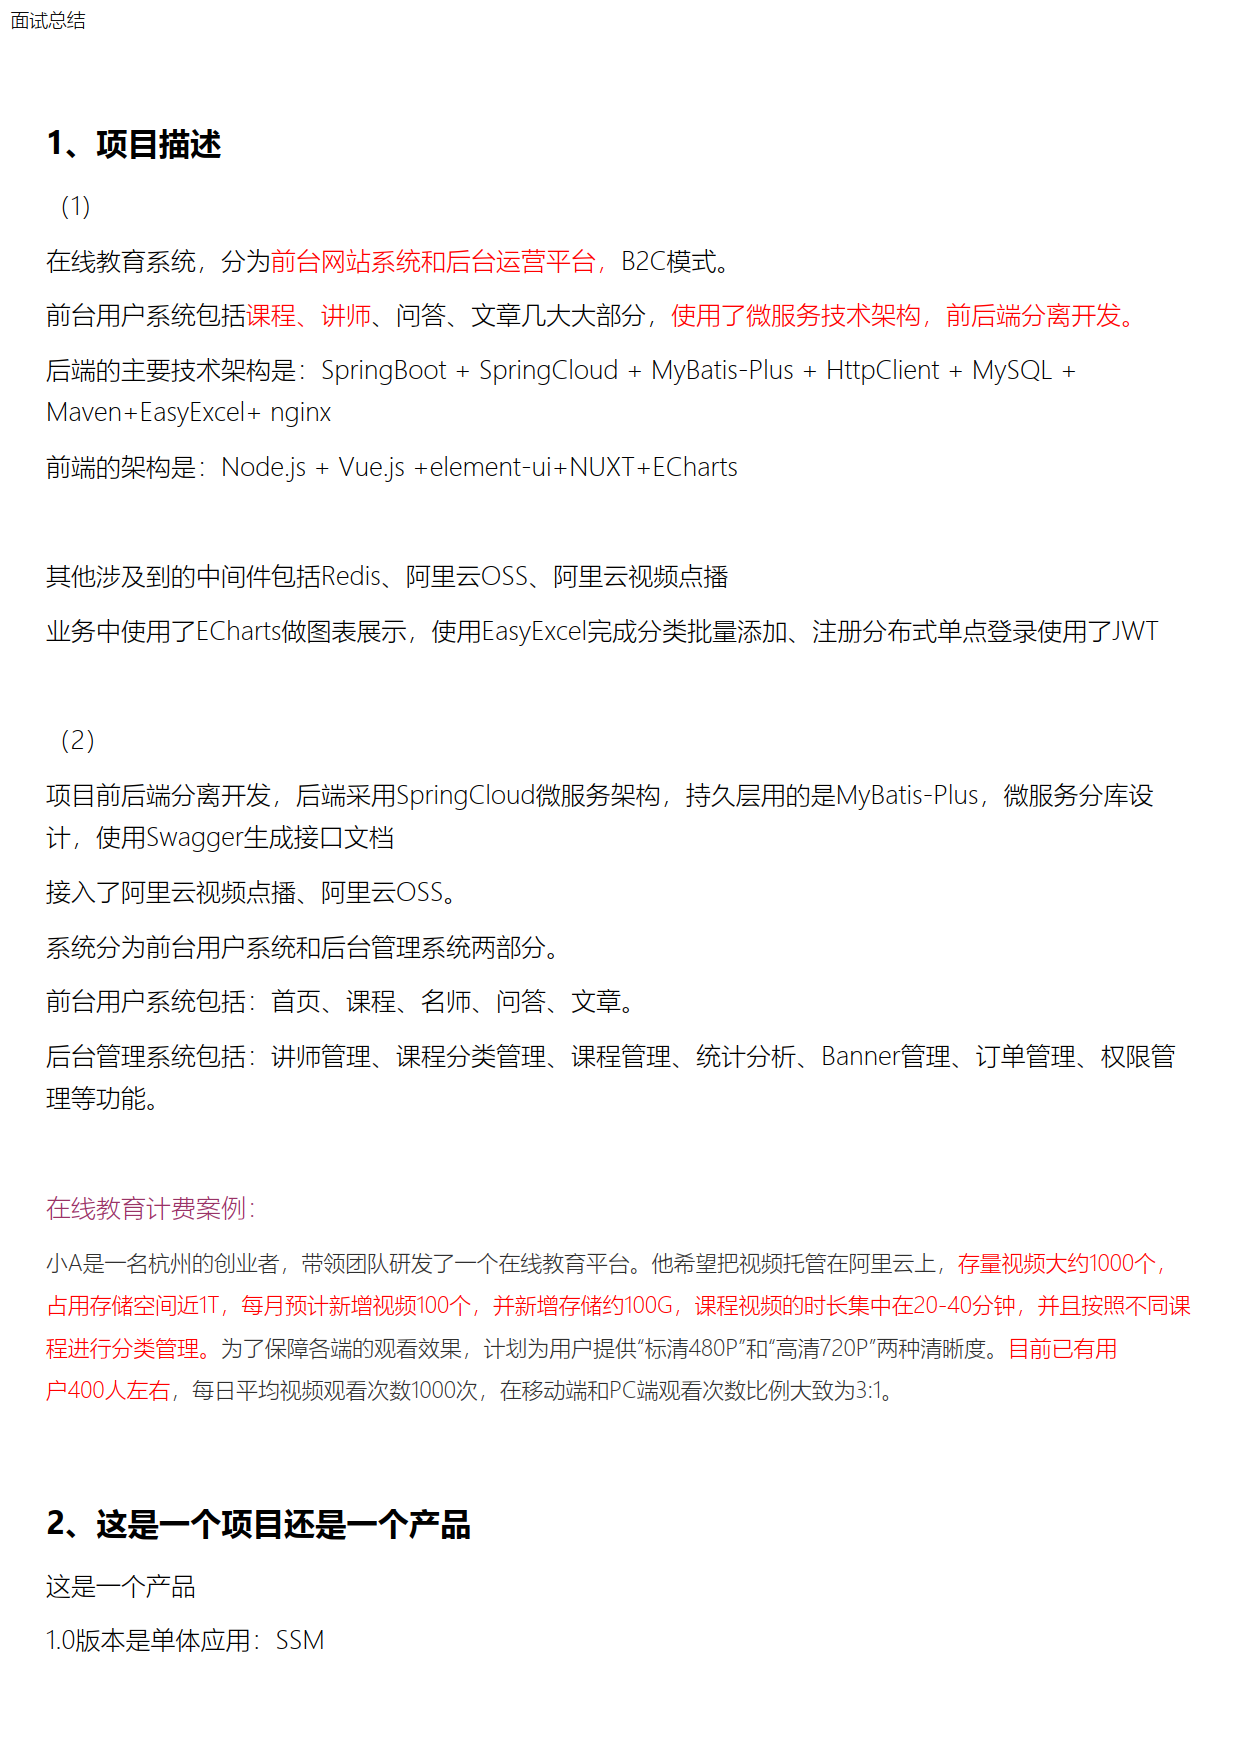 面试总结
1、项目描述
（1）
在线教育系统，分为前台网站系统和后台运营平台，B2C模式。
前台用户系统包括课程、讲师、问答、文章几大大部分，使用了微服务技术架构，前后端分离开发。
后端的主要技术架构是：SpringBoot + SpringCloud + MyBatis-Plus + HttpClient + MySQL +
Maven+EasyExcel+ nginx
前端的架构是：Node.js + Vue.js +element-ui+NUXT+ECharts
其他涉及到的中间件包括Redis、阿里云OSS、阿里云视频点播
业务中使用了ECharts做图表展示，使用EasyExcel完成分类批量添加、注册分布式单点登录使用了JWT
（2）
项目前后端分离开发，后端采用SpringCloud微服务架构，持久层用的是MyBatis-Plus，微服务分库设
计，使用Swagger生成接口文档
接入了阿里云视频点播、阿里云OSS。
系统分为前台用户系统和后台管理系统两部分。
前台用户系统包括：首页、课程、名师、问答、文章。
后台管理系统包括：讲师管理、课程分类管理、课程管理、统计分析、Banner管理、订单管理、权限管
理等功能。
在线教育计费案例：
小A是一名杭州的创业者，带领团队研发了一个在线教育平台。他希望把视频托管在阿里云上，存量视频大约1000个，
占用存储空间近1T，每月预计新增视频100个，并新增存储约100G，课程视频的时长集中在20-40分钟，并且按照不同课
程进行分类管理。为了保障各端的观看效果，计划为用户提供“标清480P”和“高清720P”两种清晰度。目前已有用
户400人左右，每日平均视频观看次数1000次，在移动端和PC端观看次数比例大致为3:1。
2、这是一个项目还是一个产品
这是一个产品
1.0版本是单体应用：SSM